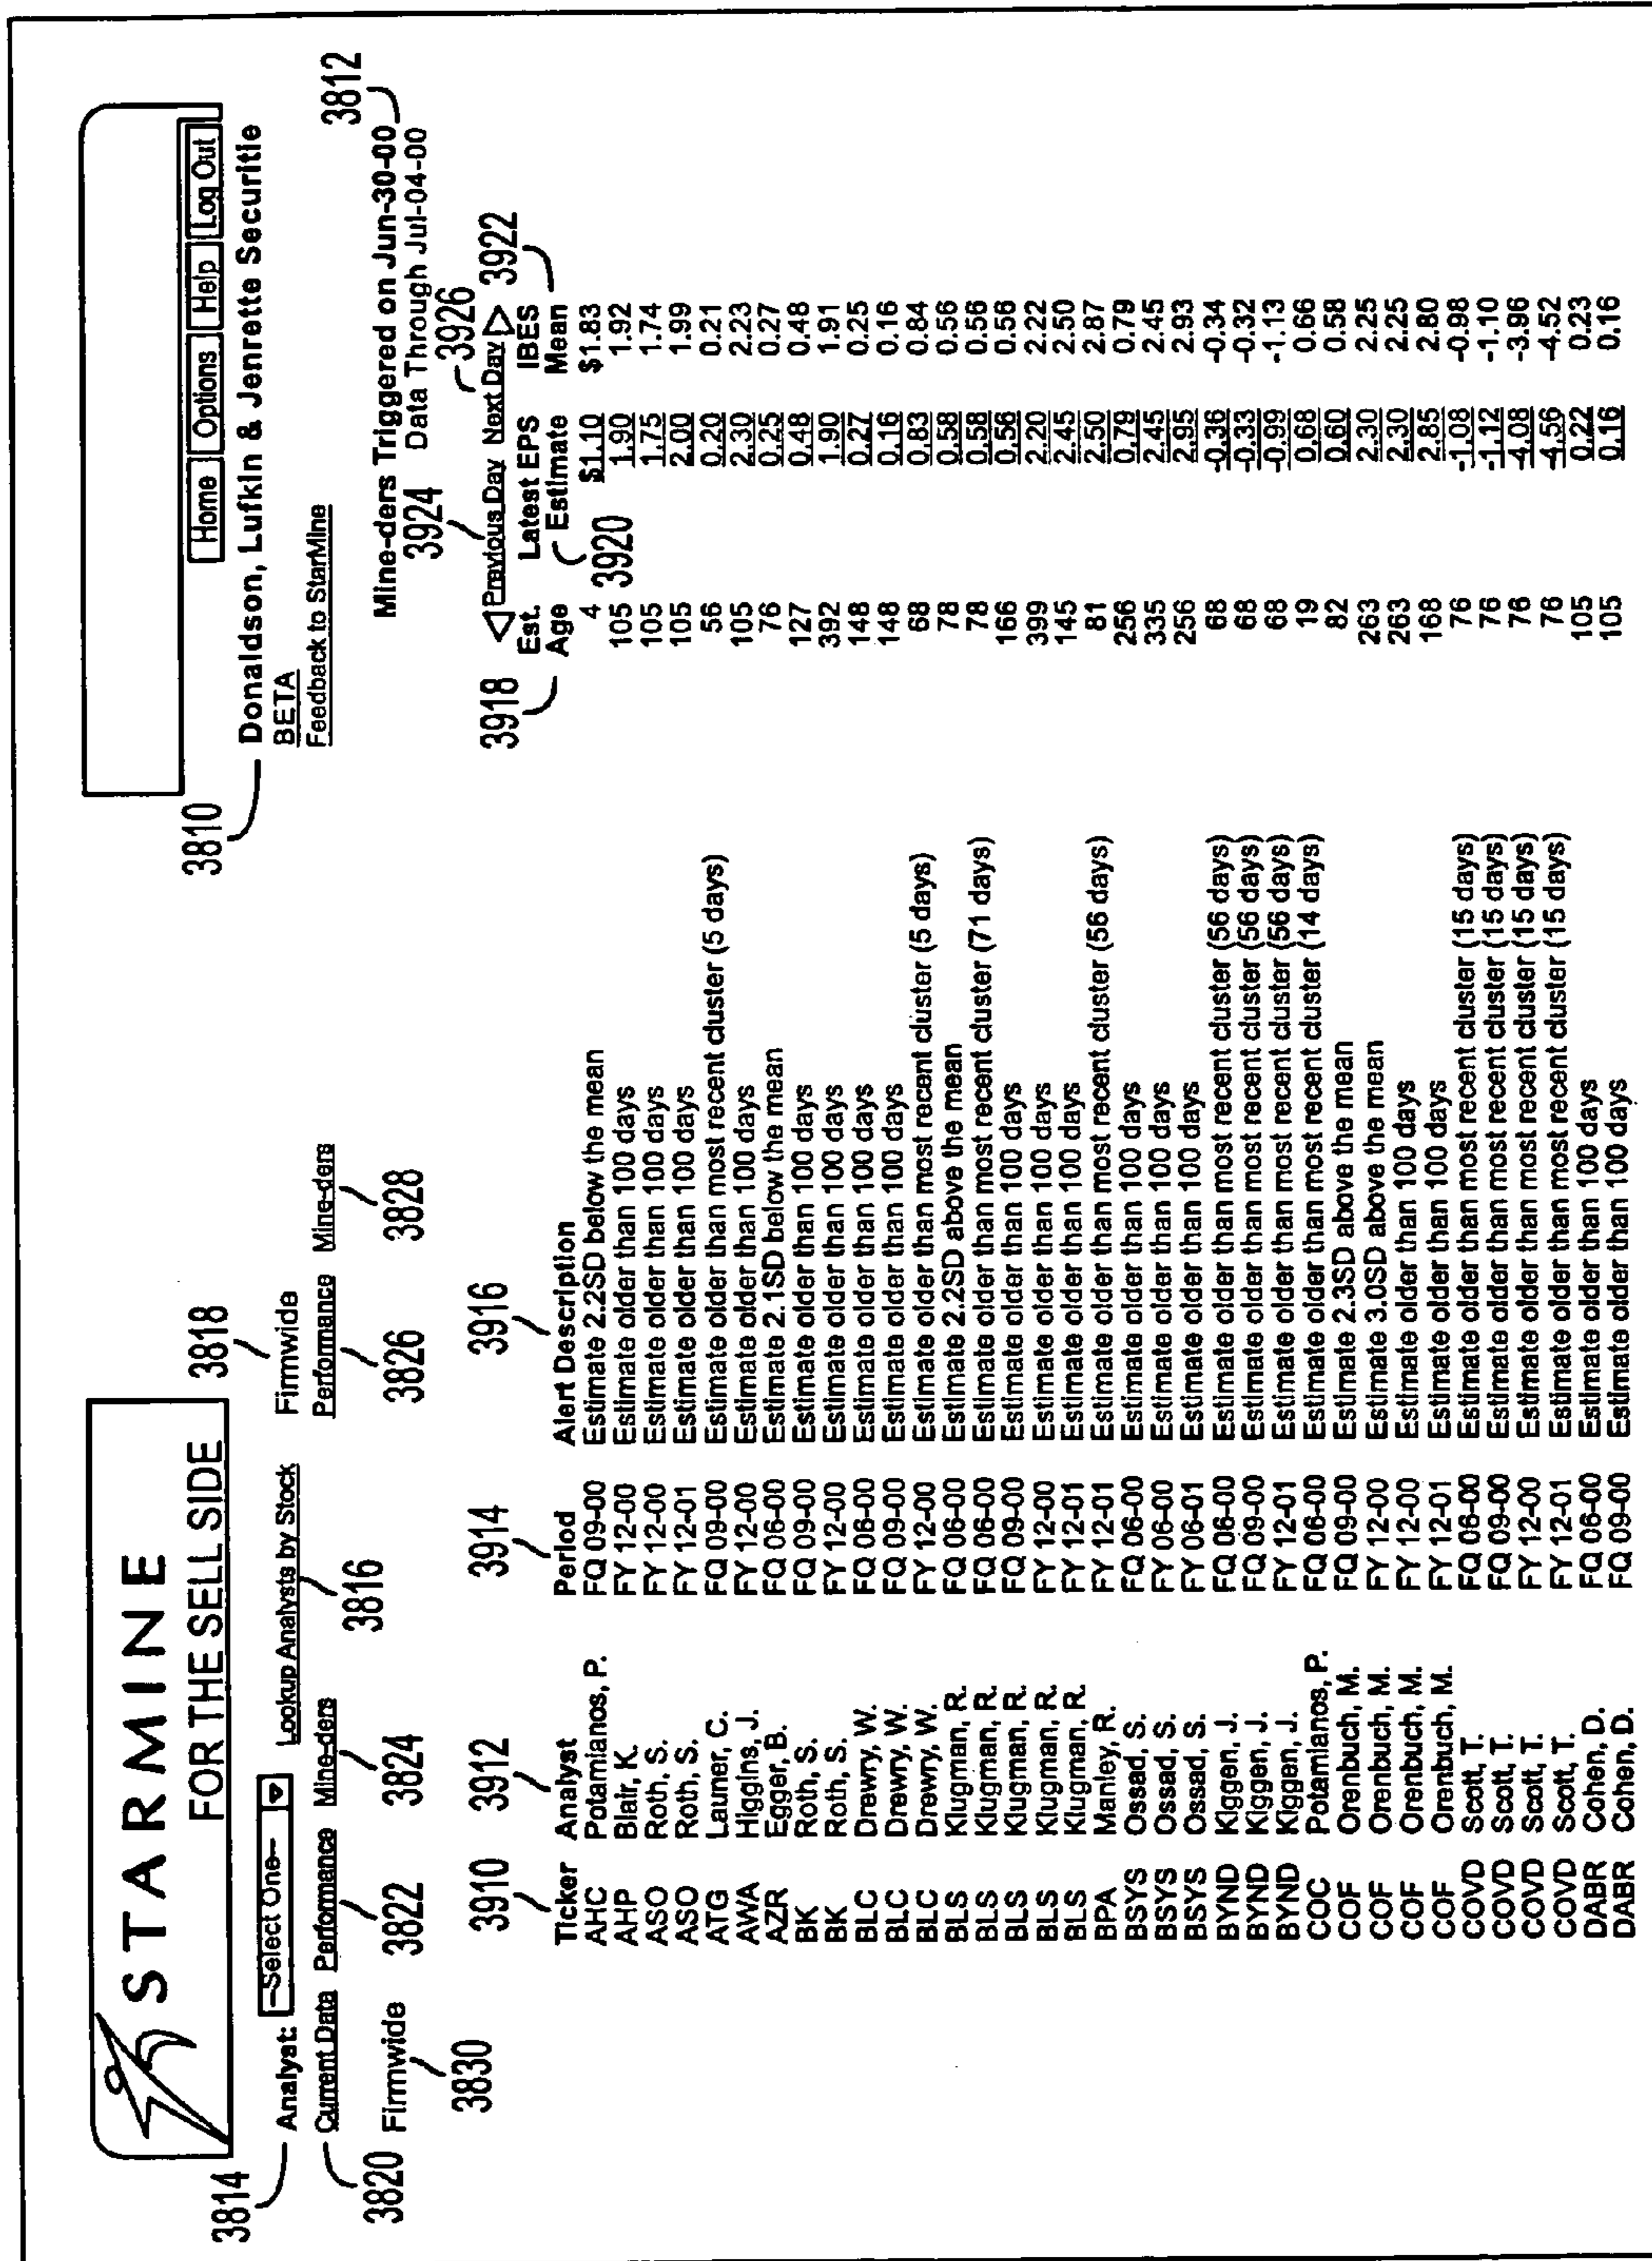 STARMINE
FOR THE SELL SIDE
Home Options Help Log Out
3810
Donaldson, Lufkin & Jenrette Securitie
3814
Analyst: --Select One-- Lookup Analysts by Stock Firmwide 3818
BETA
Current Data Performance Mine-ders Performance Mine-ders
Feedback to StarMine
3820 3822 3824 3816 3826 3828
Firmwide
3830
Mine-ders Triggered on Jun-30-00 3812
3924 Data Through Jul-04-00
3926
3910 3912 3914 3916 3918 Previous Day Next Day 3922
Ticker Analyst Period Alert Description Est. Age Latest EPS Estimate IBES Mean
3920
AHC Potamianos, P. FQ 09-00 Estimate 2.2SD below the mean 4 $1.10 $1.83
AHP Blair, K. FY 12-00 Estimate older than 100 days 105 1.90 1.92
ASO Roth, S. FY 12-00 Estimate older than 100 days 105 1.75 1.74
ASO Roth, S. FY 12-01 Estimate older than 100 days 105 2.00 1.99
ATG Launer, C. FQ 09-00 Estimate older than most recent cluster (5 days) 56 0.20 0.21
AWA Higgins, J. FY 12-00 Estimate older than 100 days 105 2.30 2.23
AZR Egger, B. FQ 06-00 Estimate 2.1SD below the mean 76 0.25 0.27
BK Roth, S. FQ 09-00 Estimate older than 100 days 127 0.48 0.48
BK Roth, S. FY 12-00 Estimate older than 100 days 392 1.90 1.91
BLC Drewry, W. FQ 06-00 Estimate older than 100 days 148 0.27 0.25
BLC Drewry, W. FQ 09-00 Estimate older than 100 days 148 0.16 0.16
BLC Drewry, W. FY 12-00 Estimate older than most recent cluster (5 days) 68 0.83 0.84
BLS Klugman, R. FQ 06-00 Estimate 2.2SD above the mean 78 0.58 0.56
BLS Klugman, R. FQ 06-00 Estimate older than most recent cluster (71 days) 78 0.58 0.56
BLS Klugman, R. FQ 09-00 Estimate older than 100 days 166 0.56 0.56
BLS Klugman, R. FY 12-00 Estimate older than 100 days 399 2.20 2.22
BLS Klugman, R. FY 12-01 Estimate older than 100 days 145 2.45 2.50
BPA Manley, R. FY 12-01 Estimate older than most recent cluster (56 days) 81 2.50 2.87
BSYS Ossad, S. FQ 06-00 Estimate older than 100 days 256 0.79 0.79
BSYS Ossad, S. FY 06-00 Estimate older than 100 days 335 2.45 2.45
BSYS Ossad, S. FY 06-01 Estimate older than 100 days 256 2.95 2.93
BYND Kiggen, J. FQ 06-00 Estimate older than most recent cluster (56 days) 68 -0.36 -0.34
BYND Kiggen, J. FQ 09-00 Estimate older than most recent cluster (56 days) 68 -0.33 -0.32
BYND Kiggen, J. FY 12-01 Estimate older than most recent cluster (56 days) 68 -0.99 -1.13
COC Potamianos, P. FQ 06-00 Estimate older than most recent cluster (14 days) 19 0.68 0.66
COF Orenbuch, M. FQ 09-00 Estimate 2.3SD above the mean 82 0.60 0.58
COF Orenbuch, M. FY 12-00 Estimate 3.0SD above the mean 263 2.30 2.25
COF Orenbuch, M. FY 12-00 Estimate older than 100 days 263 2.30 2.25
COF Orenbuch, M. FY 12-01 Estimate older than 100 days 168 2.85 2.80
COVD Scott, T. FQ 06-00 Estimate older than most recent cluster (15 days) 76 -1.08 -0.98
COVD Scott, T. FQ 09-00 Estimate older than most recent cluster (15 days) 76 -1.12 -1.10
COVD Scott, T. FY 12-00 Estimate older than most recent cluster (15 days) 76 -4.08 -3.96
COVD Scott, T. FY 12-01 Estimate older than most recent cluster (15 days) 76 -4.56 -4.52
DABR Cohen, D. FQ 06-00 Estimate older than 100 days 105 0.22 0.23
DABR Cohen, D. FQ 09-00 Estimate older than 100 days 105 0.16 0.16